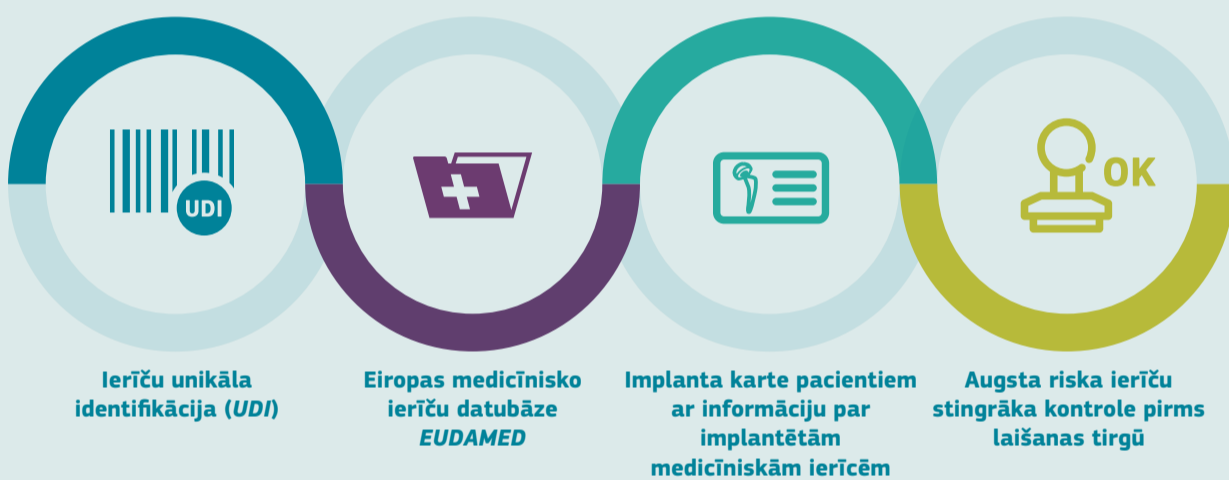 UDI
OK
Ierīču unikāla
identifikācija (UDI)
Eiropas medicīnisko
ierīču datubāze
EUDAMED
Implanta karte pacientiem
ar informāciju par
implantētām
medicīniskām ierīcēm
Augsta riska ierīču
stingrāka kontrole pirms
laišanas tirgū